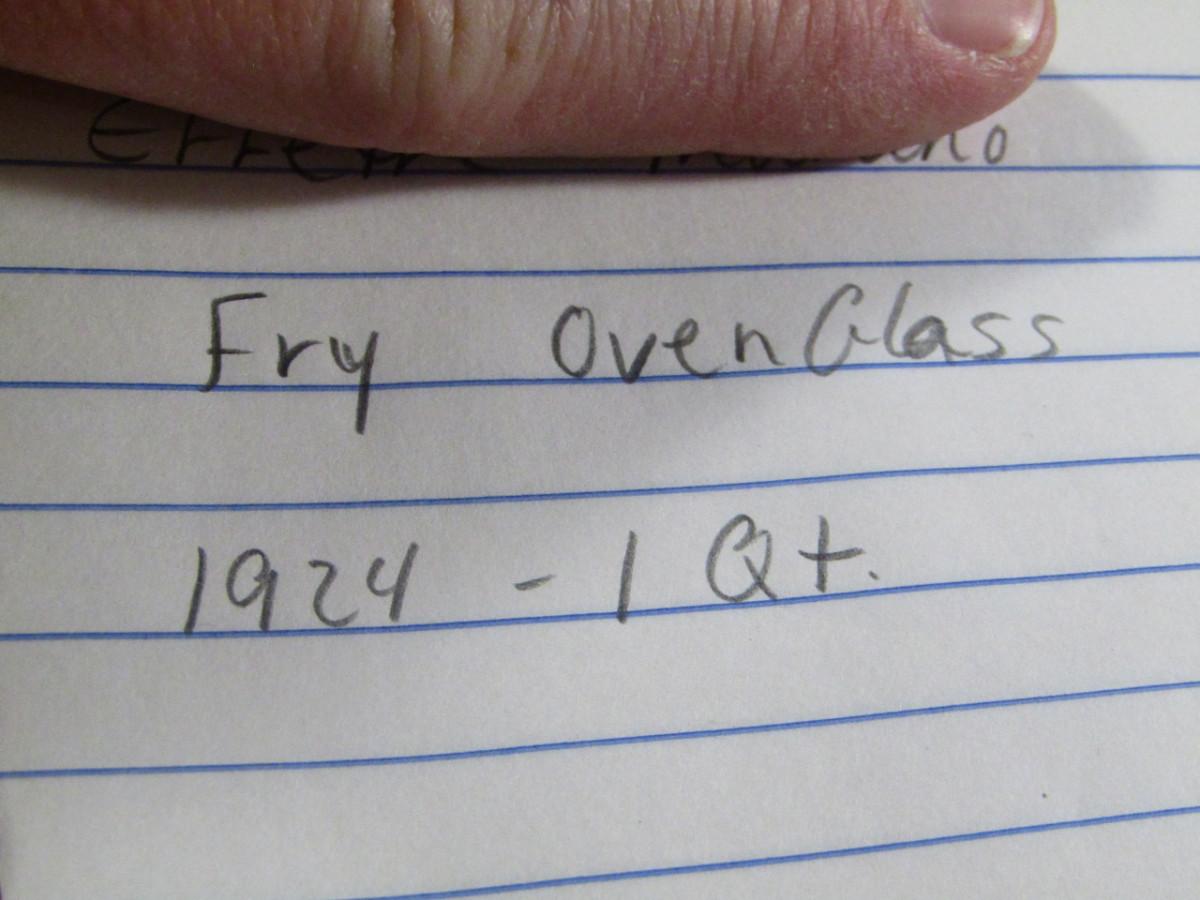 Fry OvenGlass
1924 - 1 Qt.